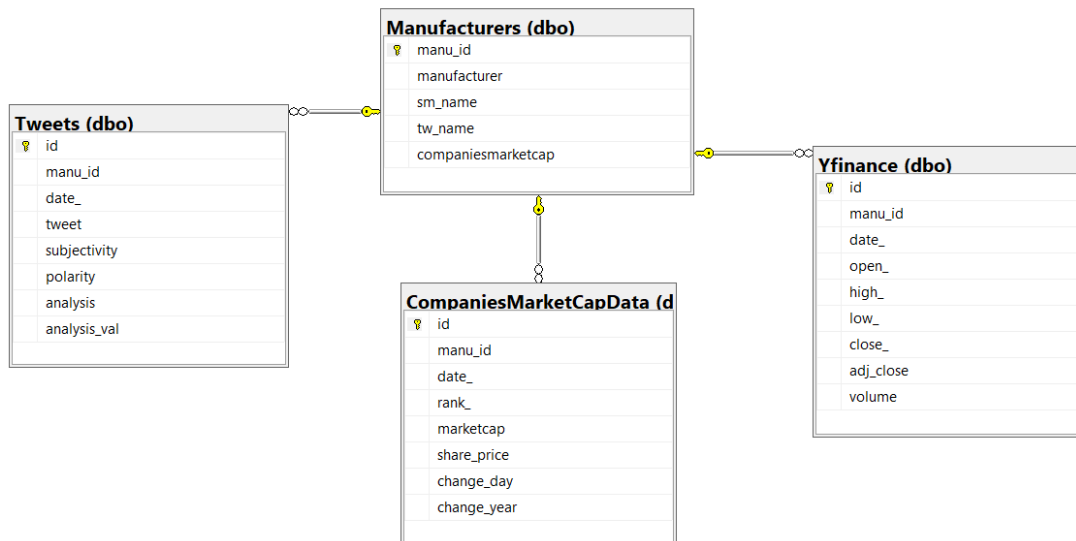 Manufacturers (dbo)
manu_id
manufacturer
sm_name
tw_name
companiesmarketcap
Tweets (dbo)
id
manu_id
date_
tweet
subjectivity
polarity
analysis
analysis_val
Yfinance (dbo)
id
manu_id
date_
open_
high_
low_
close_
adj_close
volume
CompaniesMarketCapData (d
id
manu_id
date_
rank_
marketcap
share_price
change_day
change_year